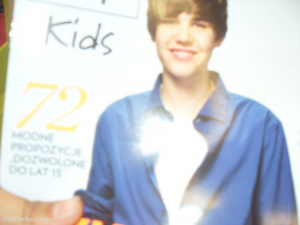 Kids
72
MODNE
PROPOZYCJE
„DOZWOLONE
DO LAT 15"